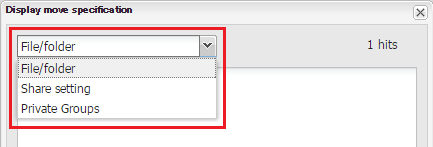 Display move specification
File/folder
1 hits
File/folder
Share setting
Private Groups